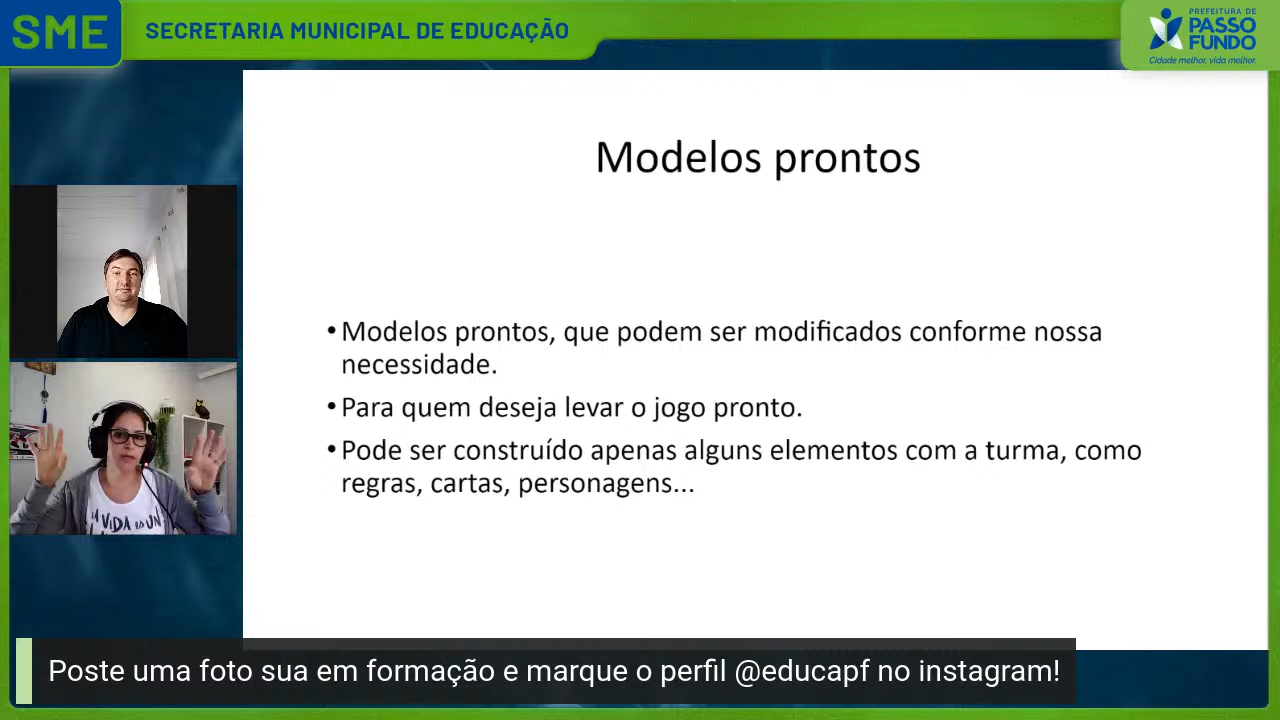 SME
SECRETARIA MUNICIPAL DE EDUCAÇÃO
PREFEITURA DE
PASSO
FUNDO
Cidade melhor, vida melhor.
Modelos prontos
•Modelos prontos, que podem ser modificados conforme nossa
necessidade.
•Para quem deseja levar o jogo pronto.
•Pode ser construído apenas alguns elementos com a turma, como
regras, cartas, personagens...
VIDA
UN
Poste uma foto sua em formação e marque o perfil @educapf no instagram!